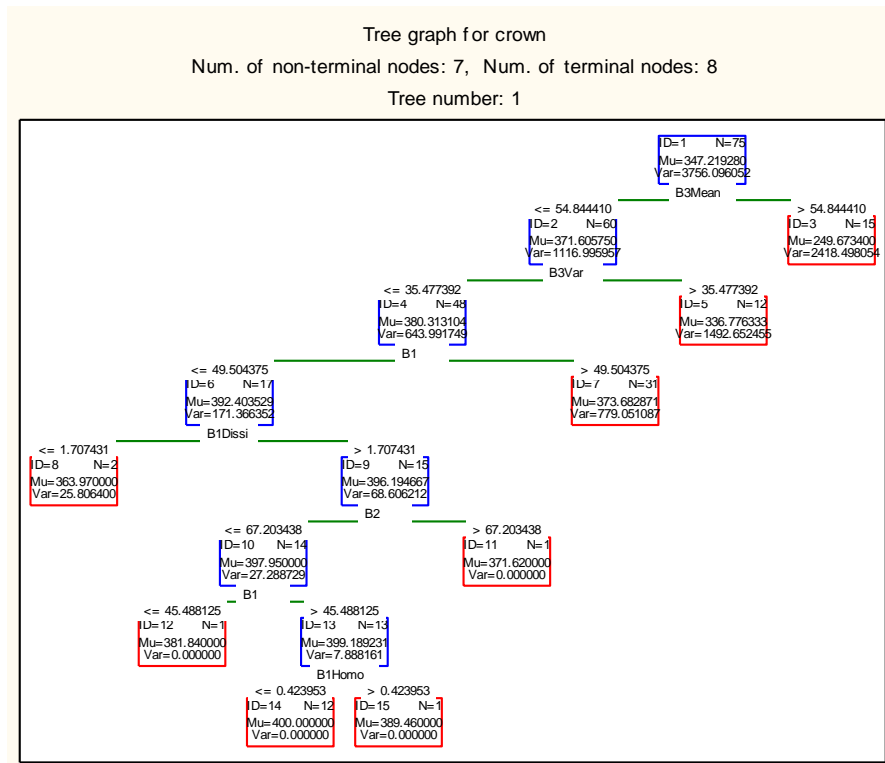 Tree graph for crown
Num. of non-terminal nodes: 7, Num. of terminal nodes: 8
Tree number: 1
ID=1 N=75
Mu=347.219280
Var=3756.096052
B3Mean
<= 54.844410
ID=2 N=60
Mu=371.605750
Var=1116.995957
B3Var
> 54.844410
ID=3 N=15
Mu=249.673400
Var=2418.498054
<= 35.477392
ID=4 N=48
Mu=380.313104
Var=643.991749
B1
> 35.477392
ID=5 N=12
Mu=336.776333
Var=1492.652455
<= 49.504375
ID=6 N=17
Mu=392.403529
Var=171.366352
B1Dissi
> 49.504375
ID=7 N=31
Mu=373.682871
Var=779.051087
<= 1.707431
ID=8 N=2
Mu=363.970000
Var=25.806400
> 1.707431
ID=9 N=15
Mu=396.194667
Var=68.606212
B2
<= 67.203438
ID=10 N=14
Mu=397.950000
Var=27.288729
B1
> 67.203438
ID=11 N=1
Mu=371.620000
Var=0.000000
<= 45.488125
ID=12 N=1
Mu=381.840000
Var=0.000000
> 45.488125
ID=13 N=13
Mu=399.189231
Var=7.888161
B1Homo
<= 0.423953
ID=14 N=12
Mu=400.000000
Var=0.000000
> 0.423953
ID=15 N=1
Mu=389.460000
Var=0.000000